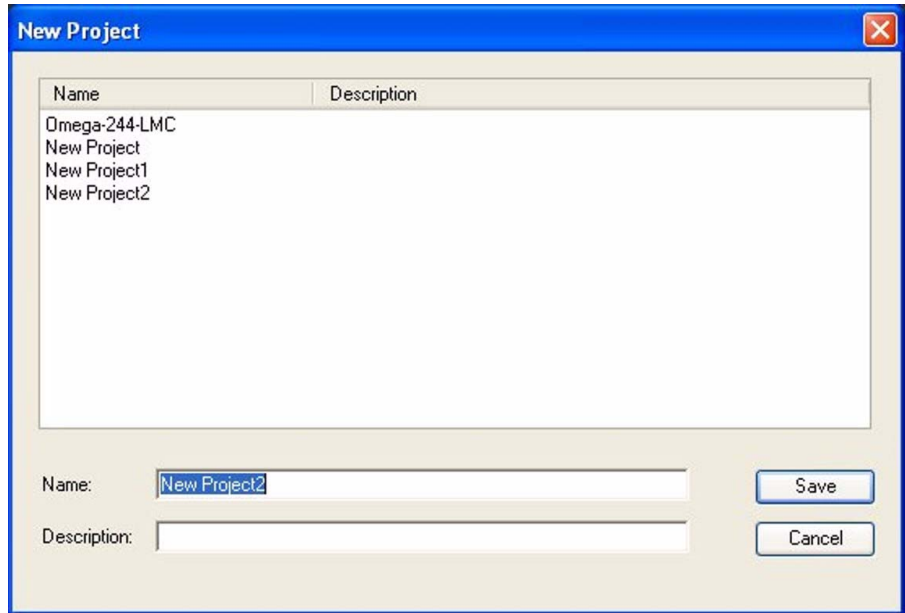 New Project
Name Description
Omega-244-LMC
New Project
New Project1
New Project2
Name: New Project2 Save
Description: Cancel